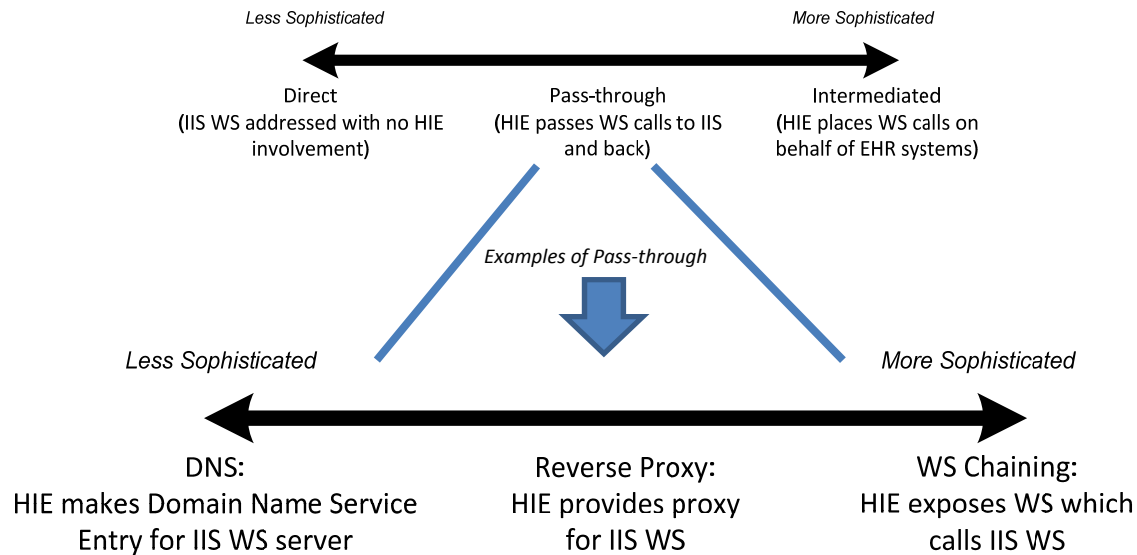 Less Sophisticated
More Sophisticated
Direct
(IIS WS addressed with no HIE
involvement)
Pass-through
(HIE passes WS calls to IIS
and back)
Intermediated
(HIE places WS calls on
behalf of EHR systems)
Examples of Pass-through
Less Sophisticated
More Sophisticated
DNS:
HIE makes Domain Name Service
Entry for IIS WS server
Reverse Proxy:
HIE provides proxy
for IIS WS
WS Chaining:
HIE exposes WS which
calls IIS WS